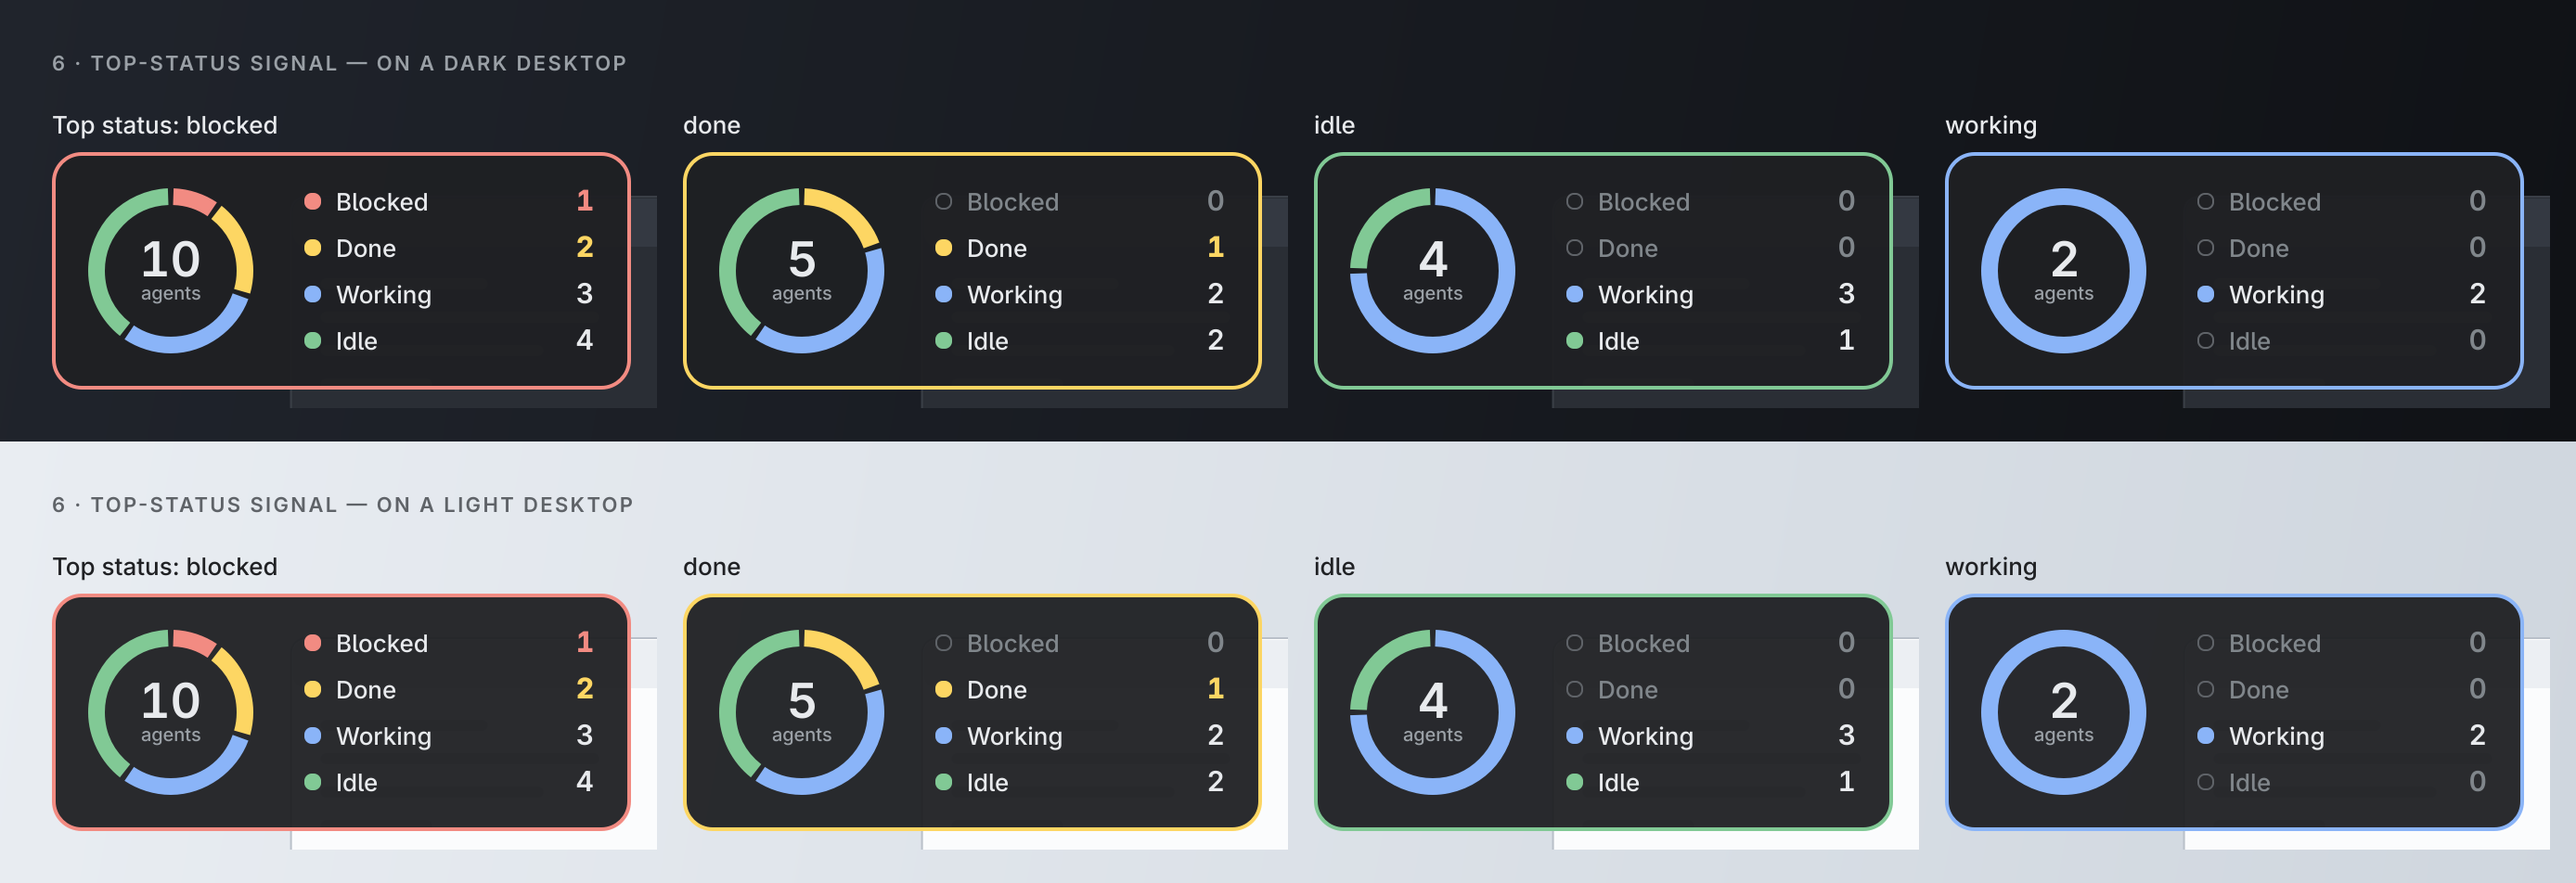 6 · TOP-STATUS SIGNAL — ON A DARK DESKTOP
Top status: blocked
10
agents
Blocked 1
Done 2
Working 3
Idle 4
done
5
agents
Blocked 0
Done 1
Working 2
Idle 2
idle
4
agents
Blocked 0
Done 0
Working 3
Idle 1
working
2
agents
Blocked 0
Done 0
Working 2
Idle 0
6 · TOP-STATUS SIGNAL — ON A LIGHT DESKTOP
Top status: blocked
10
agents
Blocked 1
Done 2
Working 3
Idle 4
done
5
agents
Blocked 0
Done 1
Working 2
Idle 2
idle
4
agents
Blocked 0
Done 0
Working 3
Idle 1
working
2
agents
Blocked 0
Done 0
Working 2
Idle 0